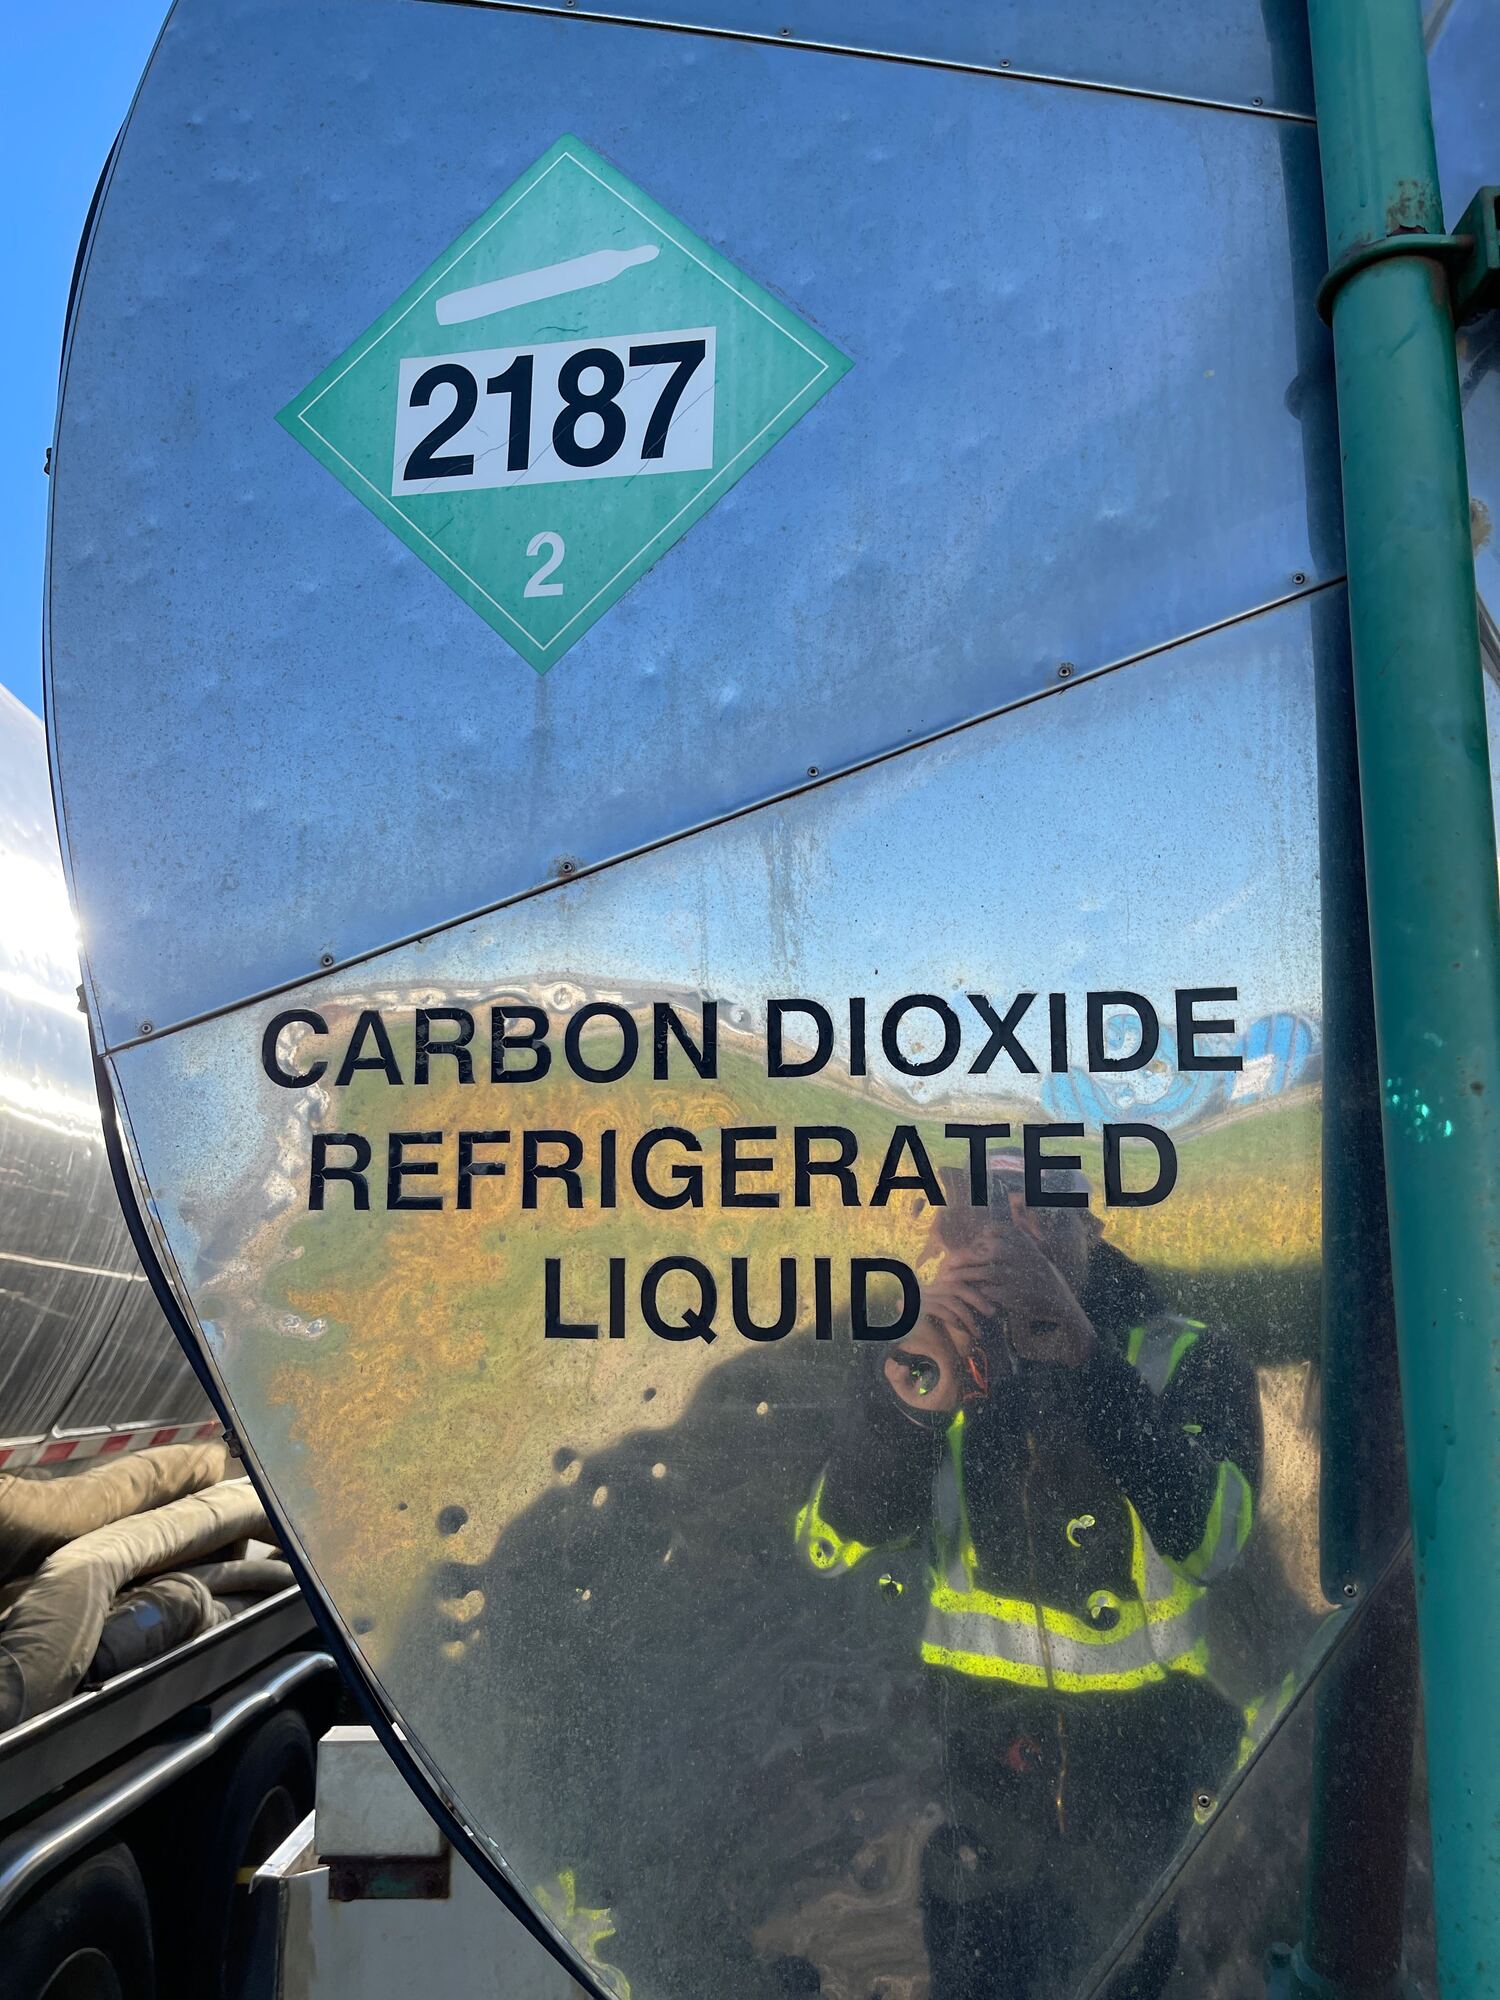 2187
2
CARBON DIOXIDE
REFRIGERATED
LIQUID